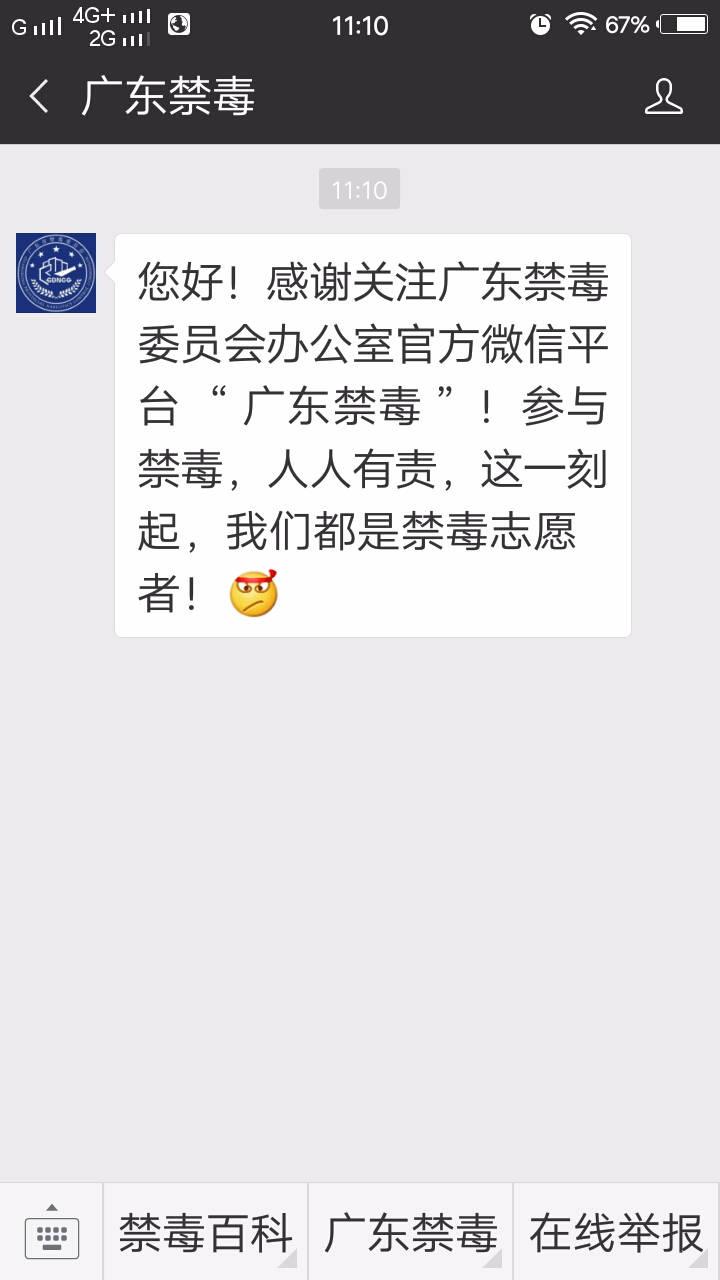 G 4G+ 2G 11:10 67%
广东禁毒
11:10
您好！感谢关注广东禁毒
委员会办公室官方微信平
台 “ 广东禁毒 ” ！参与
禁毒，人人有责，这一刻
起，我们都是禁毒志愿
者！
禁毒百科 广东禁毒 在线举报